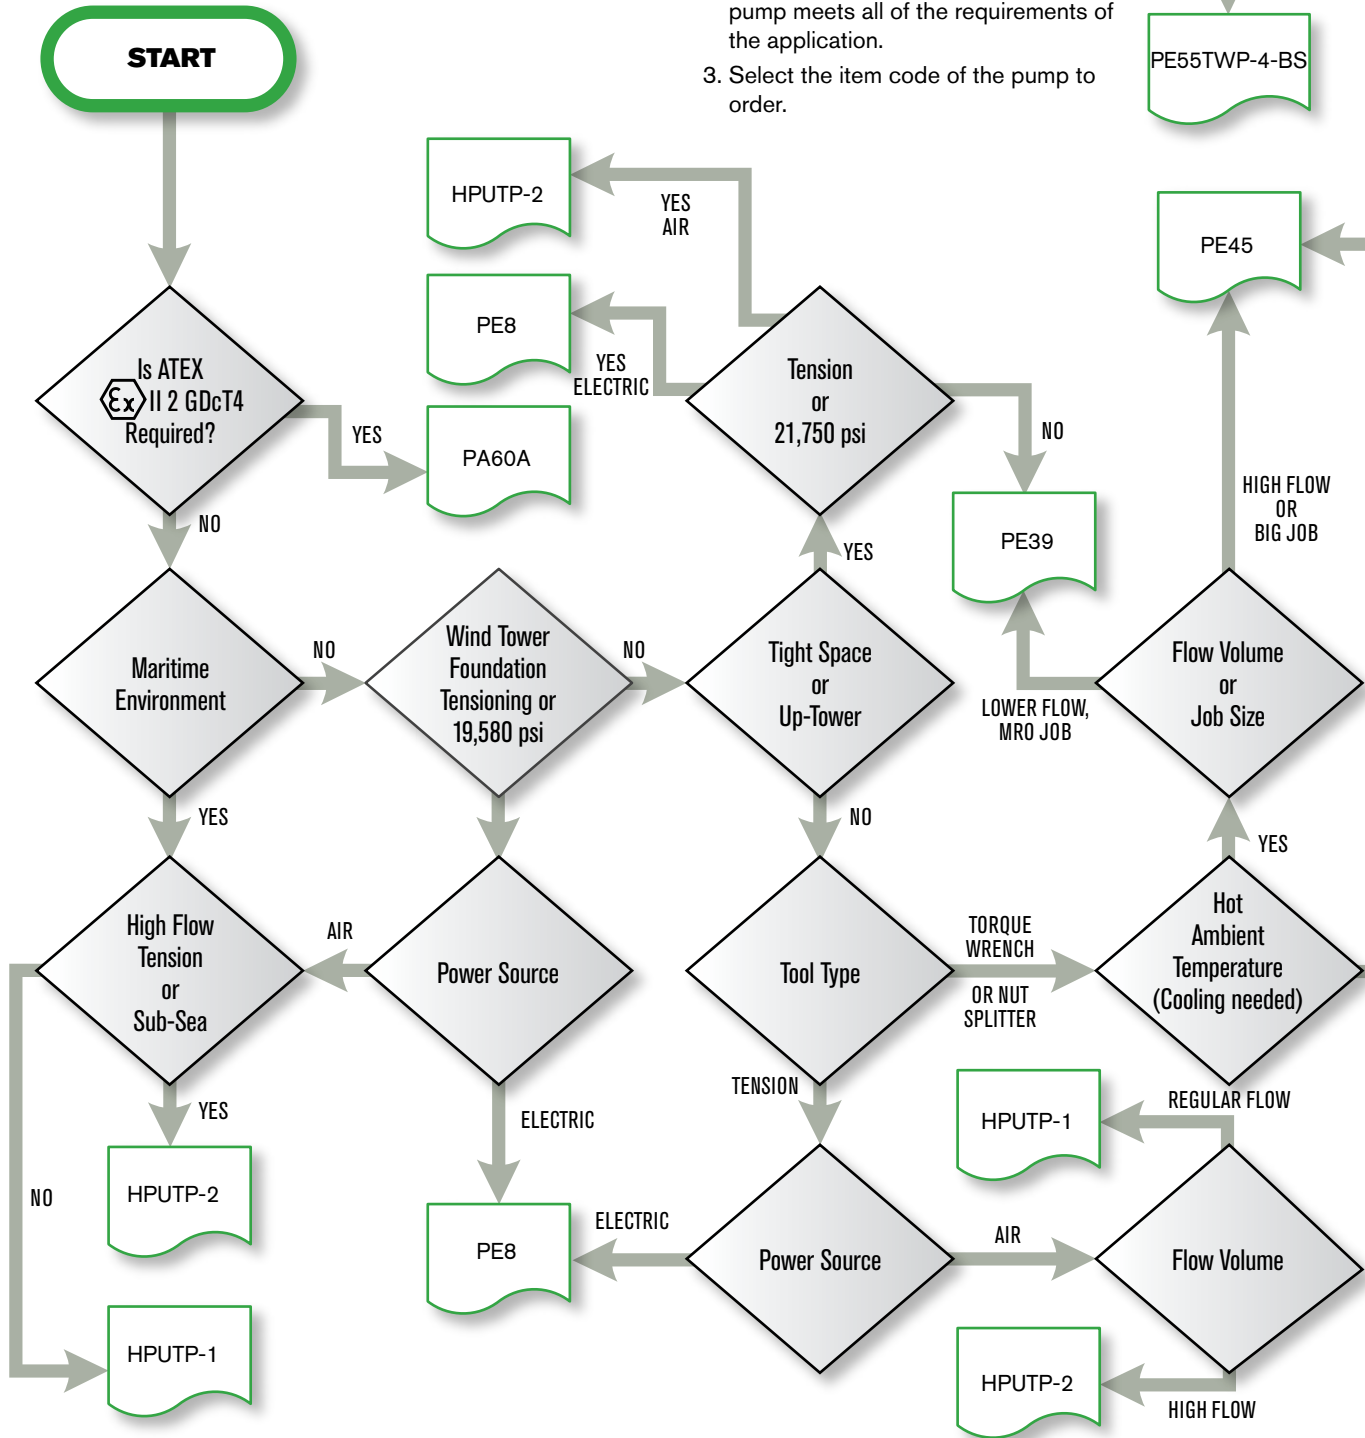 pump meets all of the requirements of
the application.
3. Select the item code of the pump to
order.
START
PE55TWP-4-BS
HPUTP-2
YES
AIR
PE45
PE8
YES
ELECTRIC
Is ATEX
Ex II 2 GDcT4
Required?
YES
PA60A
Tension
or
21,750 psi
NO
PE39
HIGH FLOW
OR
BIG JOB
NO
YES
Maritime
Environment
NO
Wind Tower
Foundation
Tensioning or
19,580 psi
NO
Tight Space
or
Up-Tower
LOWER FLOW,
MRO JOB
Flow Volume
or
Job Size
YES
NO
YES
High Flow
Tension
or
Sub-Sea
AIR
Power Source
Tool Type
TORQUE
WRENCH
OR NUT
SPLITTER
Hot
Ambient
Temperature
(Cooling needed)
YES
ELECTRIC
TENSION
HPUTP-1
REGULAR FLOW
NO
HPUTP-2
PE8
ELECTRIC
Power Source
AIR
Flow Volume
HPUTP-1
HPUTP-2
HIGH FLOW